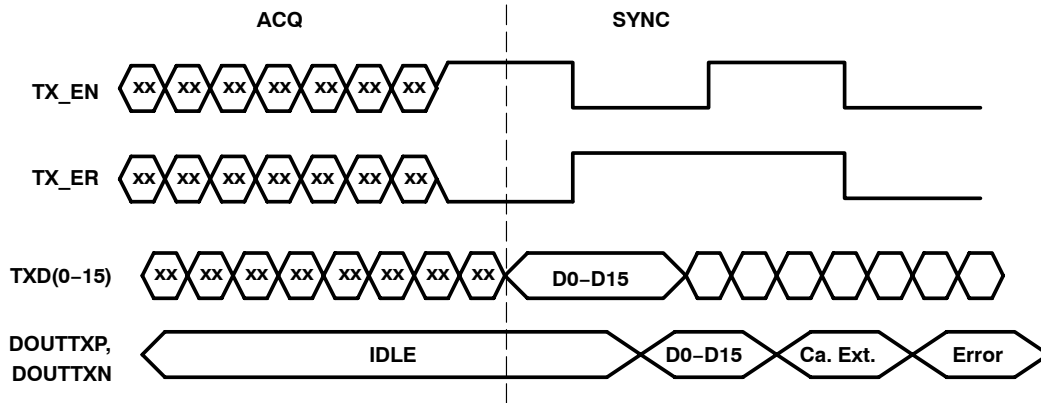 ACQ SYNC
TX_EN xx xx xx xx xx xx xx
TX_ER xx xx xx xx xx xx xx
TXD(0–15) xx xx xx xx xx xx xx xx D0–D15
DOUTTXP,
DOUTTXN IDLE D0–D15 Ca. Ext. Error